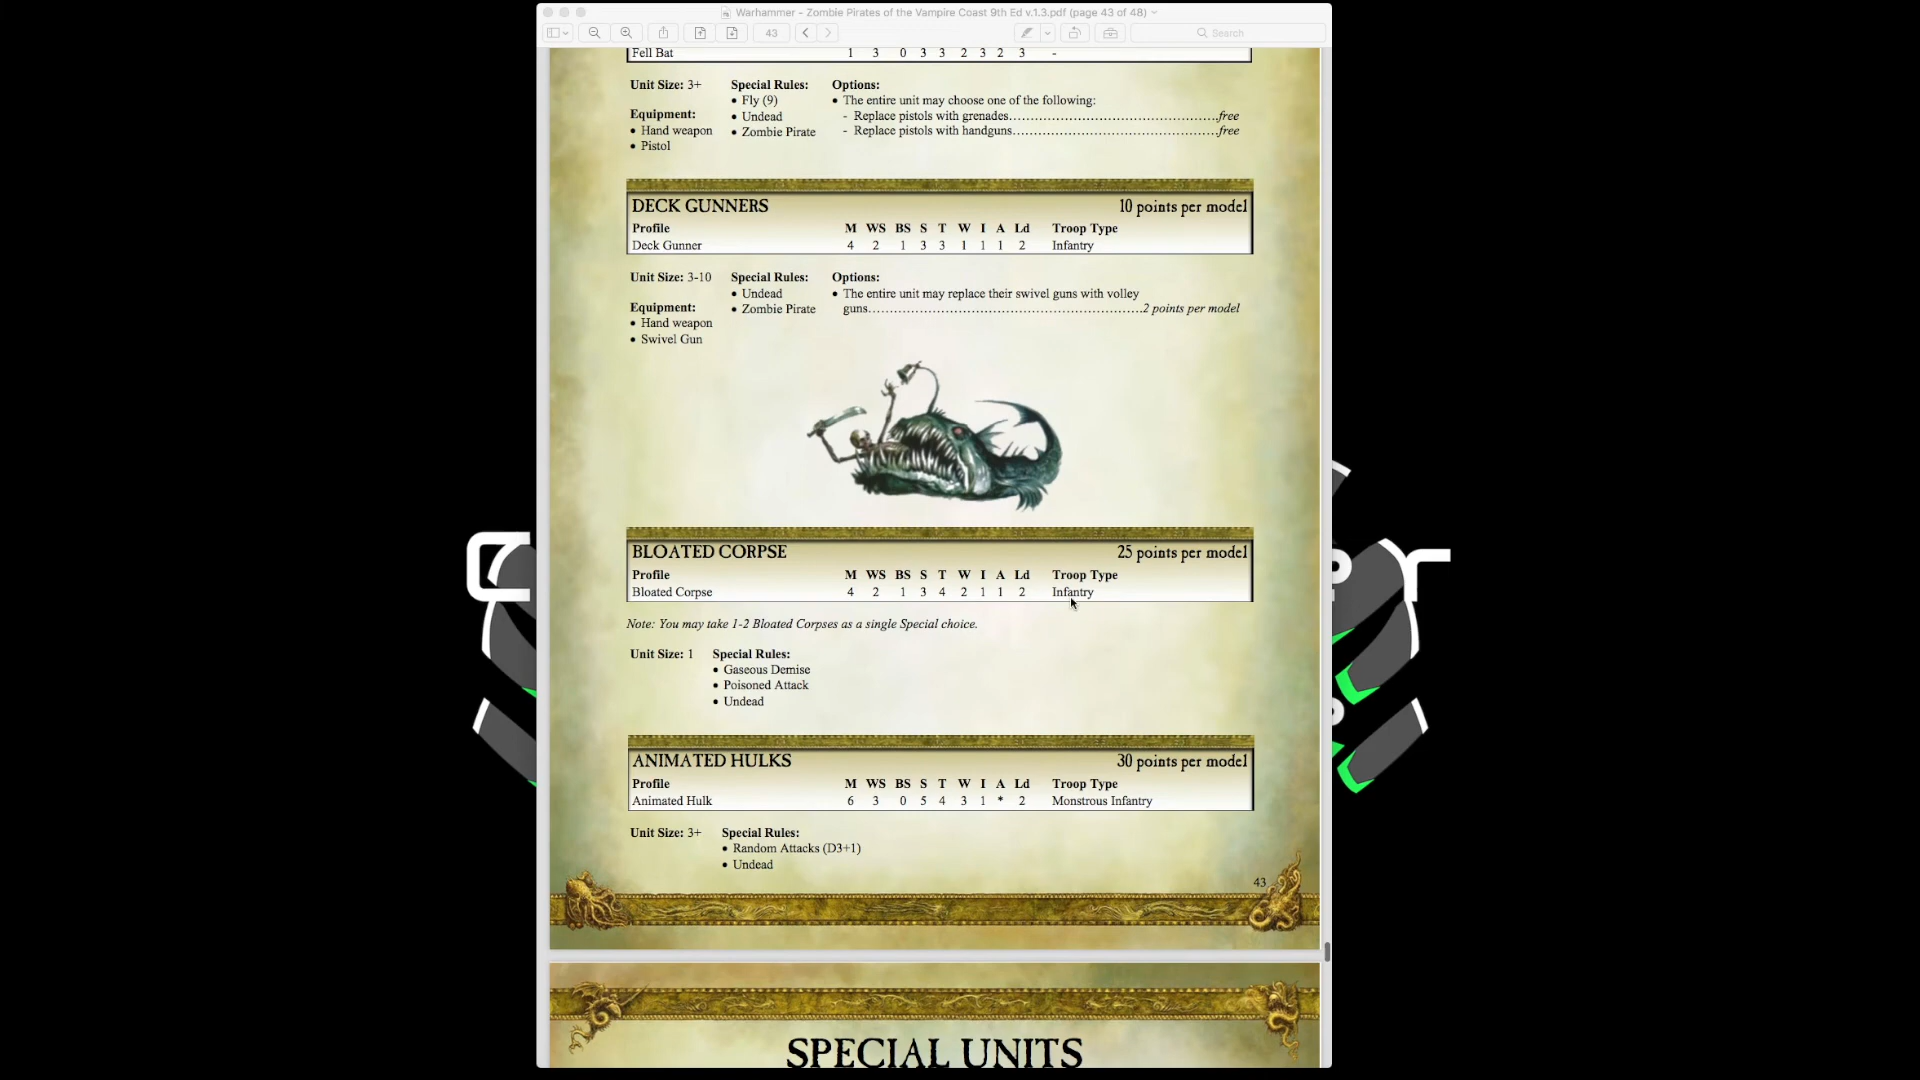 Warhammer - Zombie Pirates of the Vampire Coast 9th Ed v.1.3.pdf (page 43 of 48)
43
Search
Fell Bat 1 3 0 3 3 2 3 2 3 -
Unit Size: 3+ Special Rules: Options:
• Fly (9) • The entire unit may choose one of the following:
Equipment: • Undead - Replace pistols with grenades……………………………………………free
• Hand weapon • Zombie Pirate - Replace pistols with handguns……………………………………………free
• Pistol
DECK GUNNERS 10 points per model
Profile M WS BS S T W I A Ld Troop Type
Deck Gunner 4 2 1 3 3 1 1 1 2 Infantry
Unit Size: 3-10 Special Rules: Options:
• Undead • The entire unit may replace their swivel guns with volley
Equipment: • Zombie Pirate guns……………………………………………………………2 points per model
• Hand weapon
• Swivel Gun
BLOATED CORPSE 25 points per model
Profile M WS BS S T W I A Ld Troop Type
Bloated Corpse 4 2 1 3 4 2 1 1 2 Infantry
Note: You may take 1-2 Bloated Corpses as a single Special choice.
Unit Size: 1 Special Rules:
• Gaseous Demise
• Poisoned Attack
• Undead
ANIMATED HULKS 30 points per model
Profile M WS BS S T W I A Ld Troop Type
Animated Hulk 6 3 0 5 4 3 1 * 2 Monstrous Infantry
Unit Size: 3+ Special Rules:
• Random Attacks (D3+1)
• Undead
43
SPECIAL UNITS